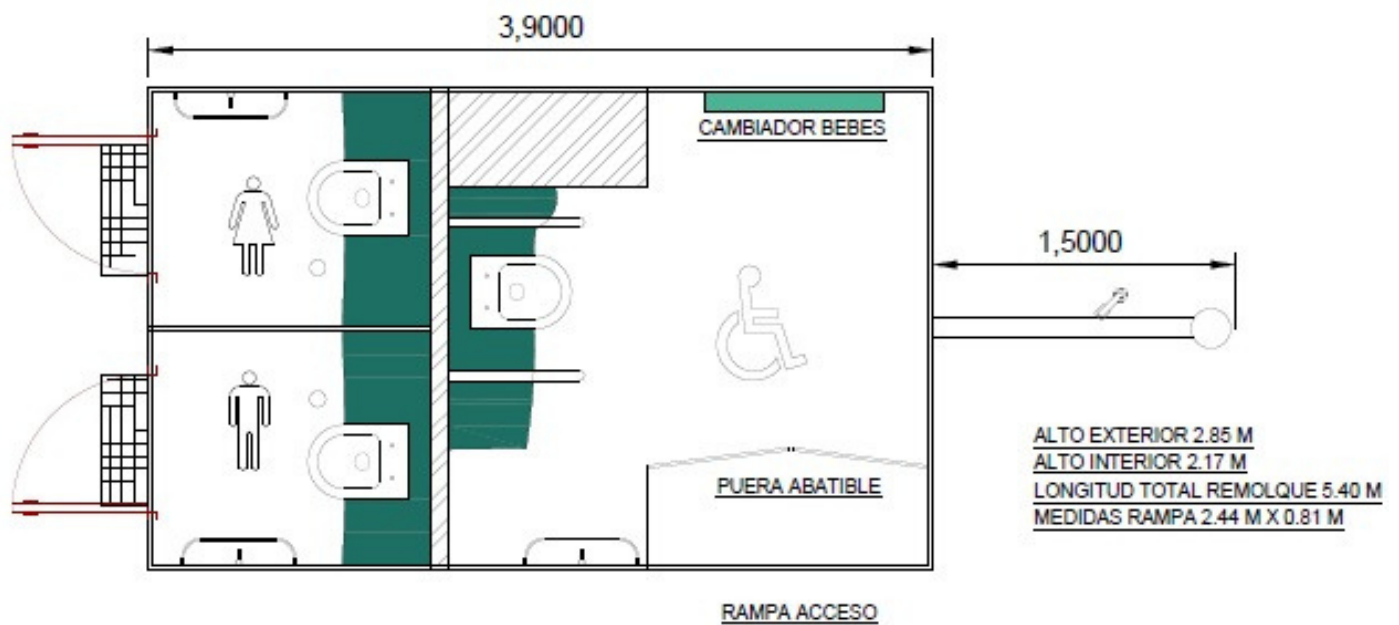 3,9000
CAMBIADOR BEBES
1,5000
ALTO EXTERIOR 2.85 M
ALTO INTERIOR 2.17 M
LONGITUD TOTAL REMOLQUE 5.40 M
MEDIDAS RAMPA 2.44 M X 0.81 M
PUERA ABATIBLE
RAMPA ACCESO